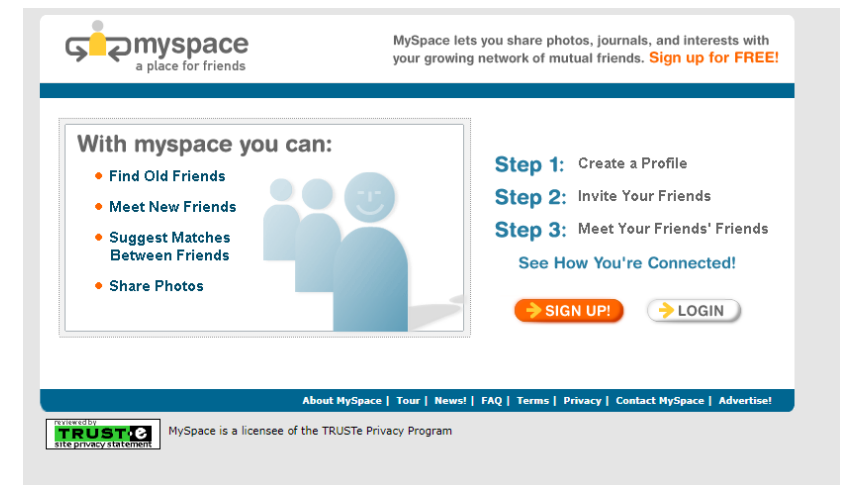 myspace
a place for friends
MySpace lets you share photos, journals, and interests with
your growing network of mutual friends. Sign up for FREE!
With myspace you can:
Find Old Friends
Meet New Friends
Suggest Matches
Between Friends
Share Photos
Step 1: Create a Profile
Step 2: Invite Your Friends
Step 3: Meet Your Friends' Friends
See How You're Connected!
SIGN UP!
LOGIN
About MySpace | Tour | News! | FAQ | Terms | Privacy | Contact MySpace | Advertise!
reviewed by
TRUSTe
site privacy statement
MySpace is a licensee of the TRUSTe Privacy Program